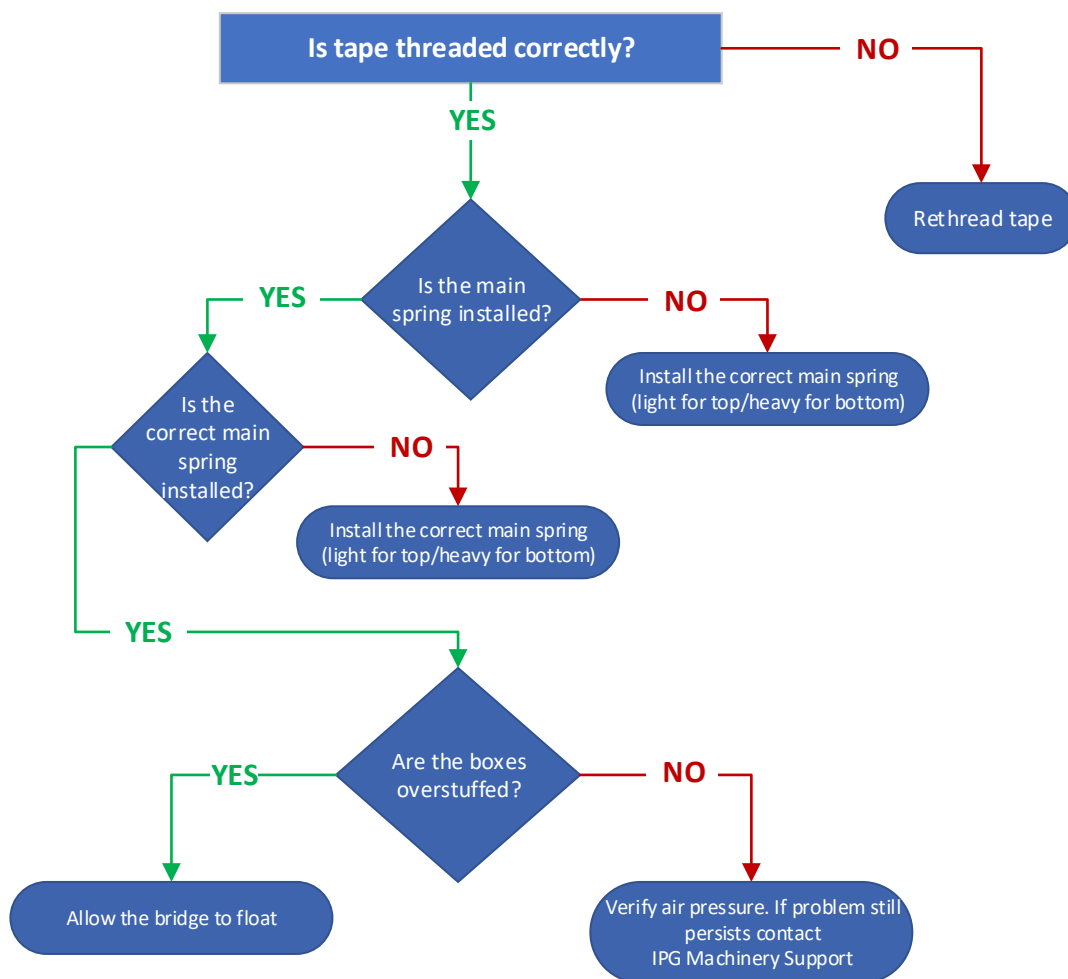 Is tape threaded correctly?
NO
YES
Rethread tape
Is the main
spring installed?
YES
NO
Install the correct main spring
(light for top/heavy for bottom)
Is the
correct main
spring
installed?
NO
Install the correct main spring
(light for top/heavy for bottom)
YES
Are the boxes
overstuffed?
YES
NO
Allow the bridge to float
Verify air pressure. If problem still
persists contact
IPG Machinery Support